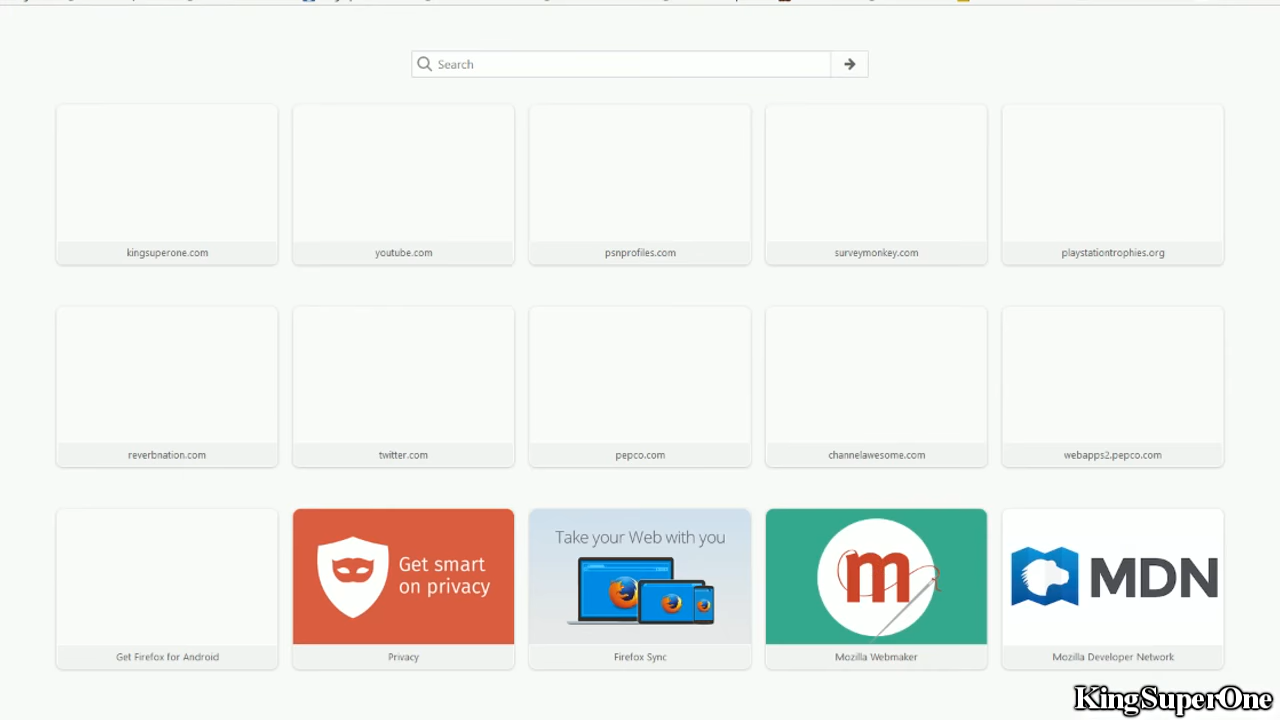 Search
kingsuperone.com
youtube.com
psnprofiles.com
surveymonkey.com
playstationtrophies.org
reverbnation.com
twitter.com
pepco.com
channelawesome.com
webapps2.pepco.com
Get smart
on privacy
Take your Web with you
m
MDN
Get Firefox for Android
Privacy
Firefox Sync
Mozilla Webmaker
Mozilla Developer Network
KingSuperOne